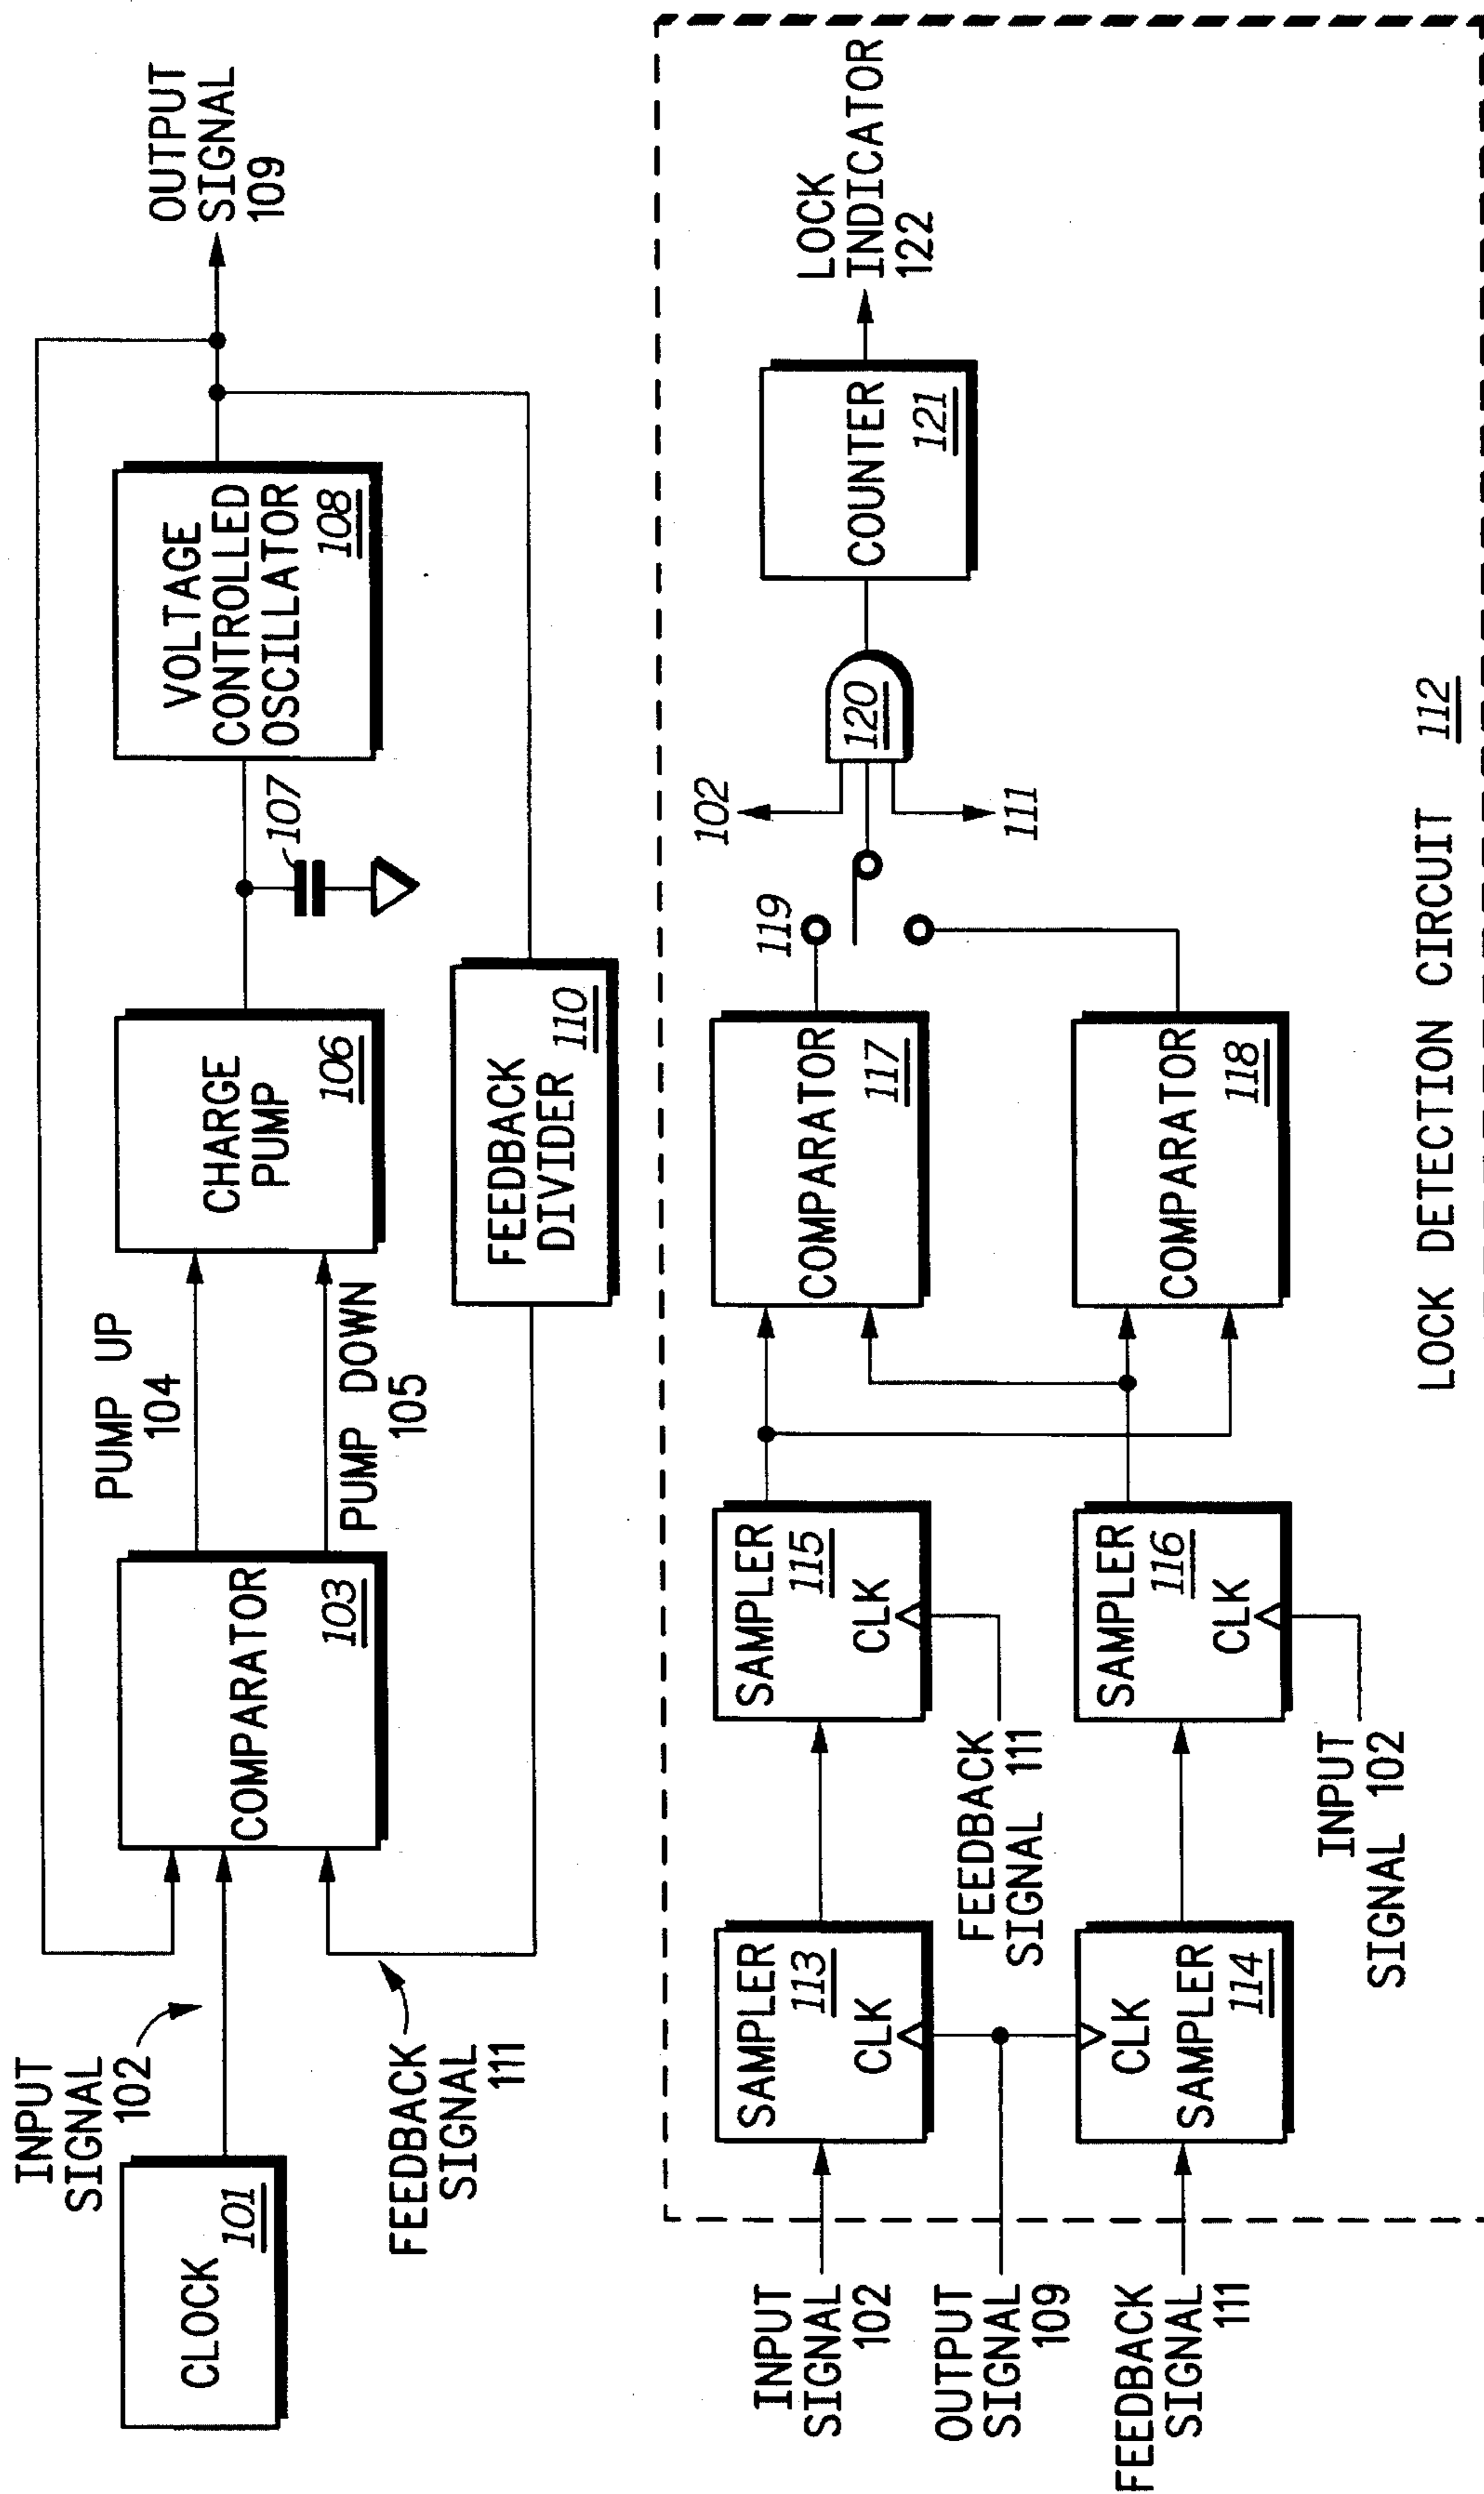 CLOCK
101
INPUT
SIGNAL
102
FEEDBACK
SIGNAL
111
COMPARATOR
103
PUMP UP
104
PUMP DOWN
105
CHARGE
PUMP
106
107
VOLTAGE
CONTROLLED
OSCILLATOR
108
OUTPUT
SIGNAL
109
FEEDBACK
DIVIDER
110
INPUT
SIGNAL
102
OUTPUT
SIGNAL
109
FEEDBACK
SIGNAL
111
SAMPLER
113
CLK
CLK
SAMPLER
114
FEEDBACK
SIGNAL 111
INPUT
SIGNAL 102
SAMPLER
115
CLK
SAMPLER
116
CLK
COMPARATOR
117
COMPARATOR
118
119
102
111
120
COUNTER
121
LOCK
INDICATOR
122
LOCK DETECTION CIRCUIT 112